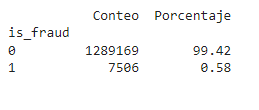 Conteo Porcentaje
is_fraud
0 1289169 99.42
1 7506 0.58